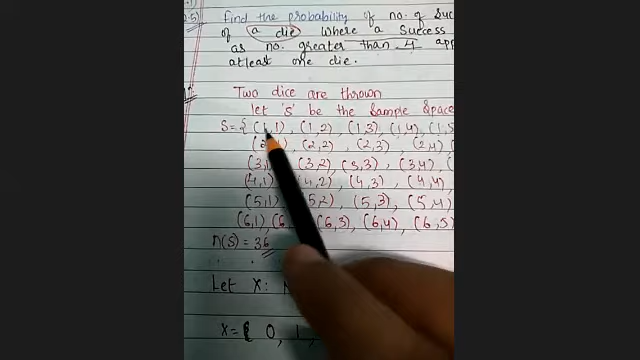 Find the probability of no. of Suc
of a die where a Success
as no. greater than 4 app
atleast one die.
Two dice are thrown
let 's' be the Sample Space
S = { (1,1), (1,2), (1,3), (1,4), (1,5
(2,1), (2,2), (2,3), (2,4)
(3, (3,2), (3,3), (3,4)
(4,1), (4,2), (4,3), (4,4)
(5,1) 5,2), (5,3), (5,4)
(6,1), (6, (6,3), (6,4), (6,5)
n(S) = 36
Let X:
X = { 0, 1,